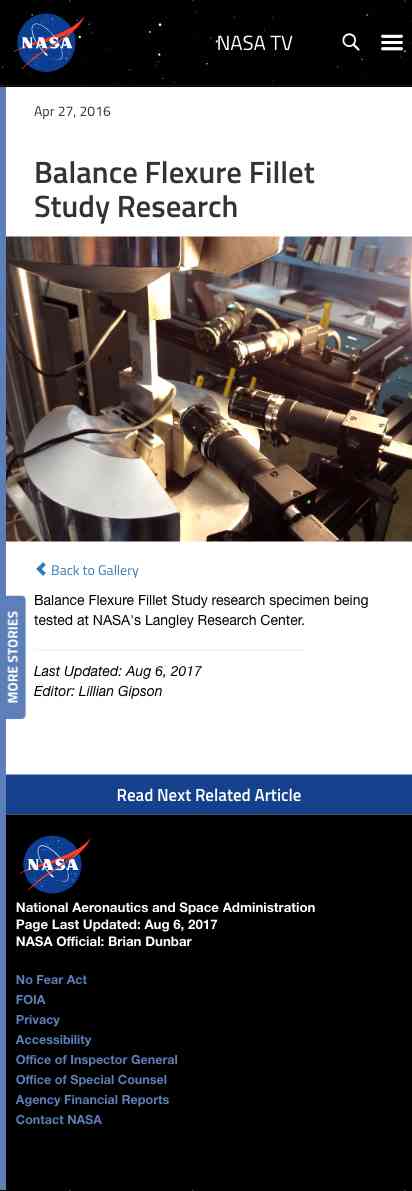 NASA
NASA TV
Apr 27, 2016
Balance Flexure Fillet
Study Research
Back to Gallery
Balance Flexure Fillet Study research specimen being
tested at NASA's Langley Research Center.
MORE STORIES
Last Updated: Aug 6, 2017
Editor: Lillian Gipson
Read Next Related Article
NASA
National Aeronautics and Space Administration
Page Last Updated: Aug 6, 2017
NASA Official: Brian Dunbar
No Fear Act
FOIA
Privacy
Accessibility
Office of Inspector General
Office of Special Counsel
Agency Financial Reports
Contact NASA